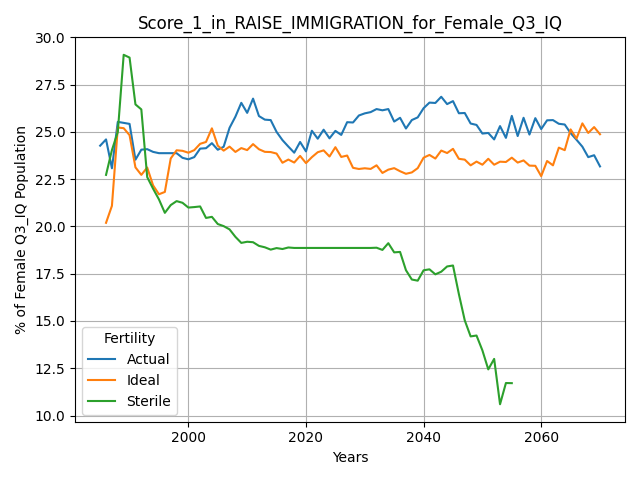 Score_1_in_RAISE_IMMIGRATION_for_Female_Q3_IQ
% of Female Q3_IQ Population
30.0
27.5
25.0
22.5
20.0
17.5
15.0
12.5
10.0
Fertility
Actual
Ideal
Sterile
2000 2020 2040 2060
Years